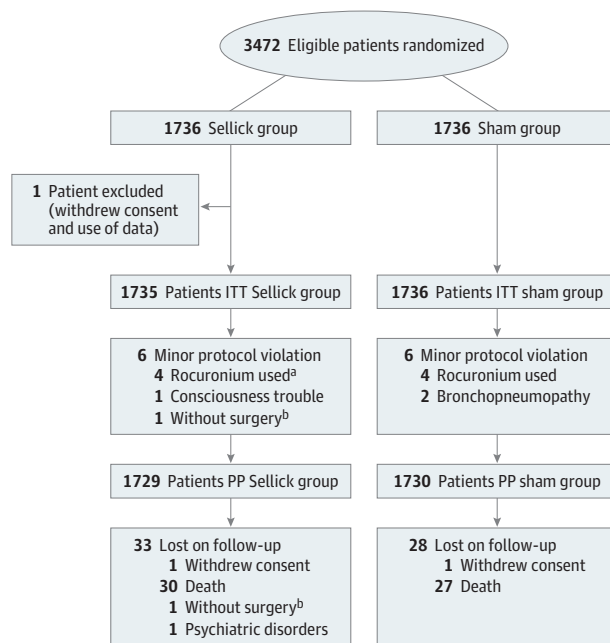 3472 Eligible patients randomized
1736 Sellick group
1736 Sham group
1 Patient excluded
(withdrew consent
and use of data)
1735 Patients ITT Sellick group
1736 Patients ITT sham group
6 Minor protocol violation
4 Rocuronium usedᵃ
1 Consciousness trouble
1 Without surgeryᵇ
6 Minor protocol violation
4 Rocuronium used
2 Bronchopneumopathy
1729 Patients PP Sellick group
1730 Patients PP sham group
33 Lost on follow-up
1 Withdrew consent
30 Death
1 Without surgeryᵇ
1 Psychiatric disorders
28 Lost on follow-up
1 Withdrew consent
27 Death